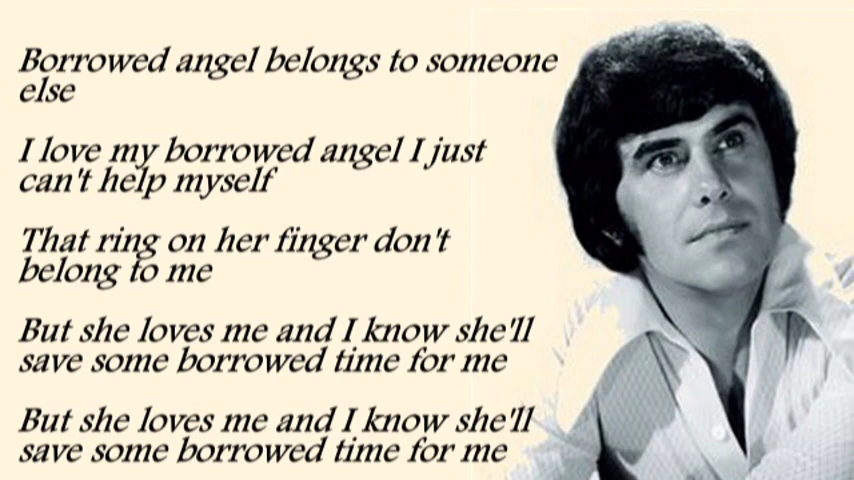 Borrowed angel belongs to someone
else
I love my borrowed angel I just
can't help myself
That ring on her finger don't
belong to me
But she loves me and I know she'll
save some borrowed time for me
But she loves me and I know she'll
save some borrowed time for me